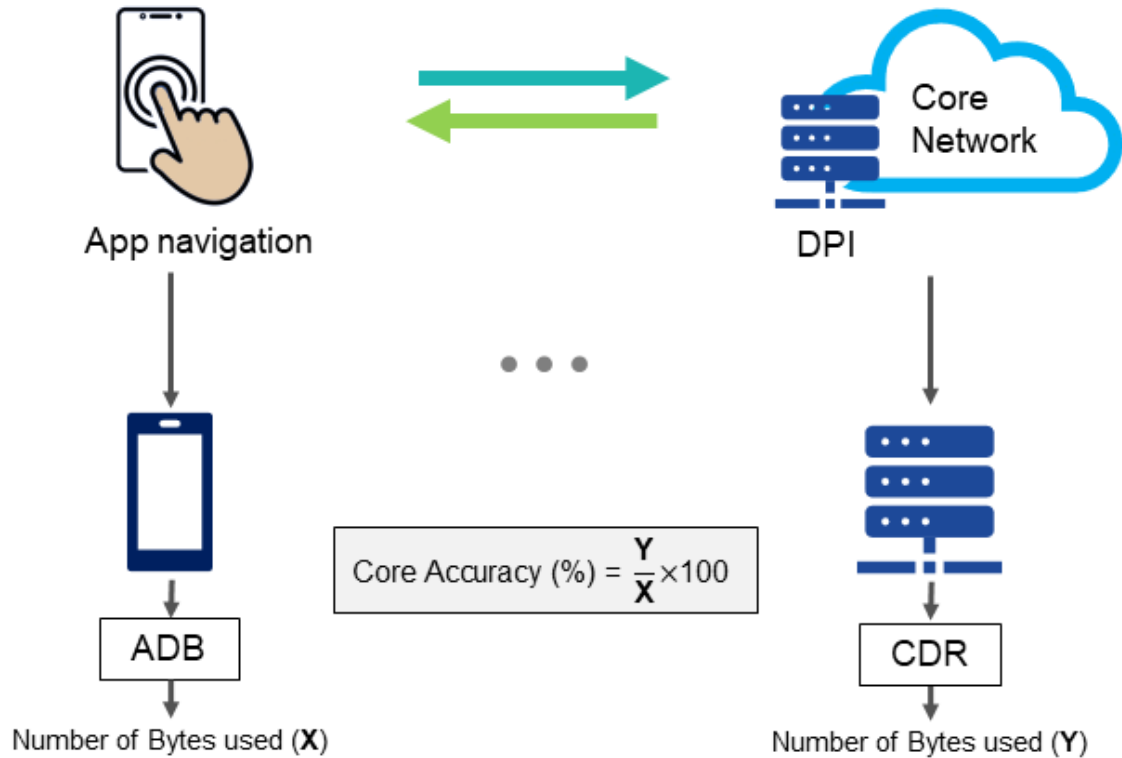 Core
Network
App navigation
DPI
Core Accuracy (%) = Y/X ×100
ADB
CDR
Number of Bytes used (X)
Number of Bytes used (Y)